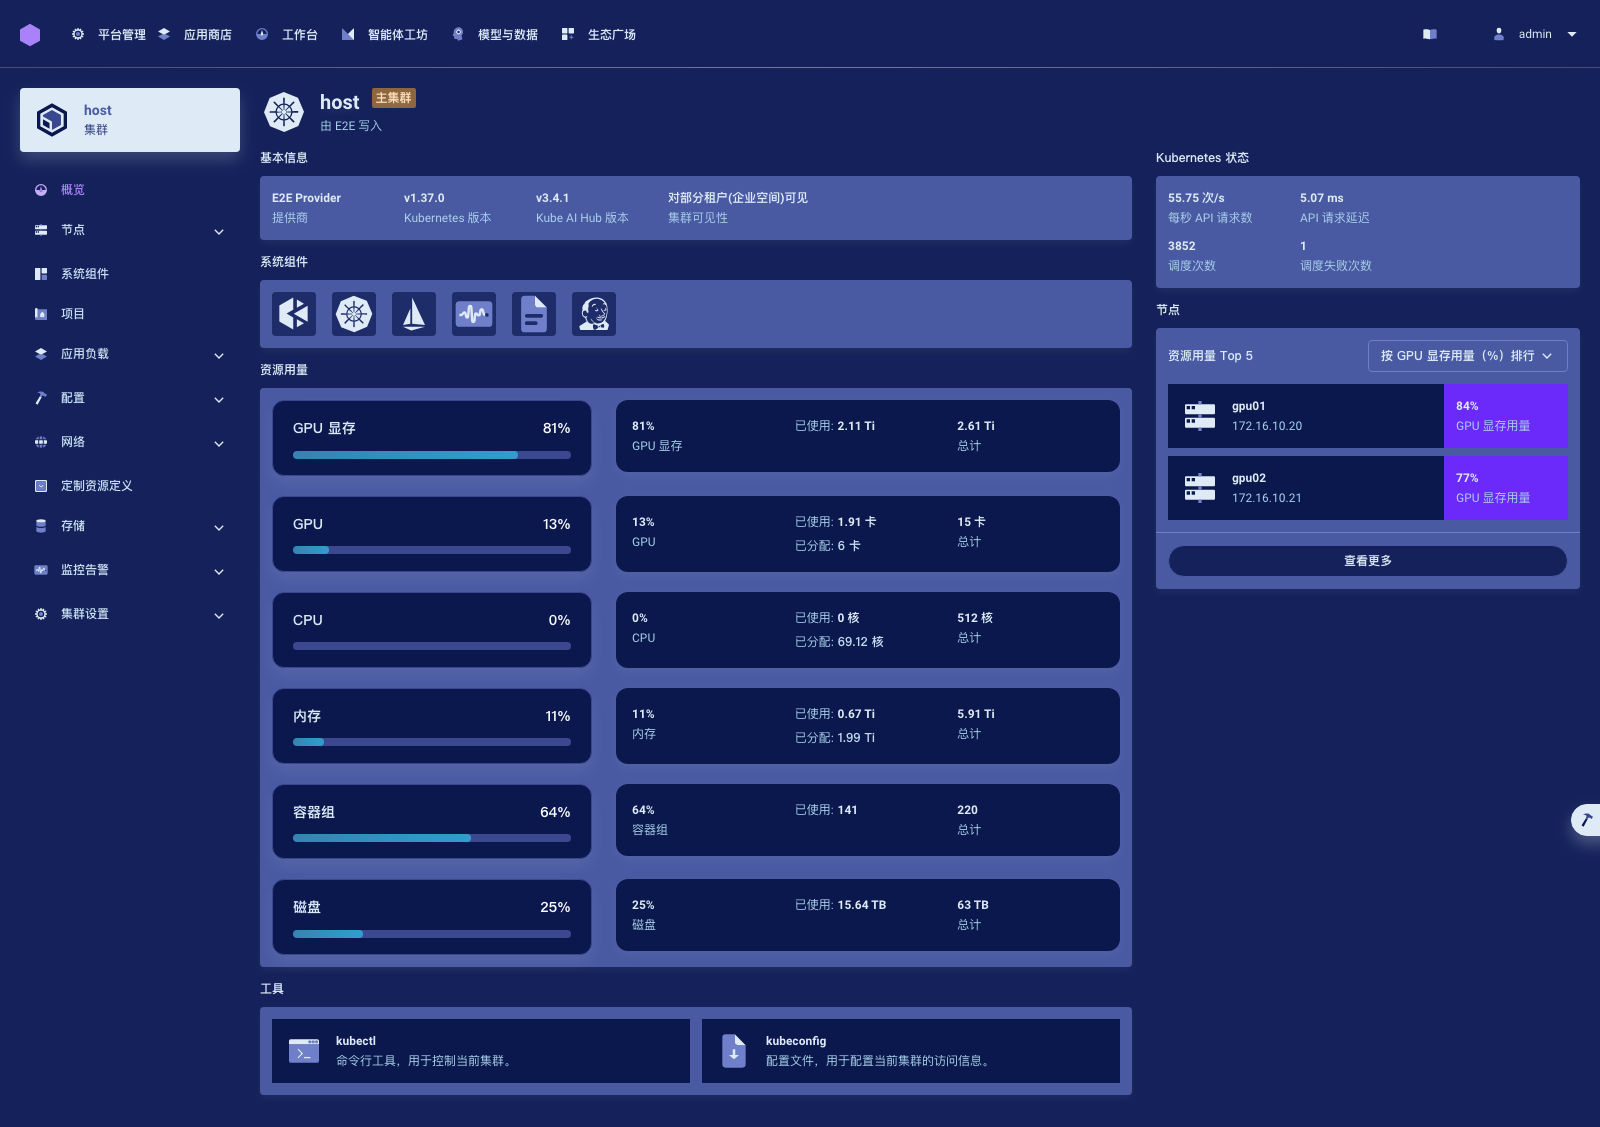 平台管理 应用商店 工作台 智能体工坊 模型与数据 生态广场 admin
host
集群
概览
节点
系统组件
项目
应用负载
配置
网络
定制资源定义
存储
监控告警
集群设置
host 主集群
由 E2E 写入
基本信息
E2E Provider v1.37.0 v3.4.1 对部分租户(企业空间)可见
提供商 Kubernetes 版本 Kube AI Hub 版本 集群可见性
系统组件
资源用量
GPU 显存 81%
81% 已使用: 2.11 Ti 2.61 Ti
GPU 显存 总计
GPU 13%
13% 已使用: 1.91 卡 15 卡
GPU 已分配: 6 卡 总计
CPU 0%
0% 已使用: 0 核 512 核
CPU 已分配: 69.12 核 总计
内存 11%
11% 已使用: 0.67 Ti 5.91 Ti
内存 已分配: 1.99 Ti 总计
容器组 64%
64% 已使用: 141 220
容器组 总计
磁盘 25%
25% 已使用: 15.64 TB 63 TB
磁盘 总计
工具
kubectl
命令行工具，用于控制当前集群。
kubeconfig
配置文件，用于配置当前集群的访问信息。
Kubernetes 状态
55.75 次/s 5.07 ms
每秒 API 请求数 API 请求延迟
3852 1
调度次数 调度失败次数
节点
资源用量 Top 5 按 GPU 显存用量（%）排行
gpu01 84%
172.16.10.20 GPU 显存用量
gpu02 77%
172.16.10.21 GPU 显存用量
查看更多